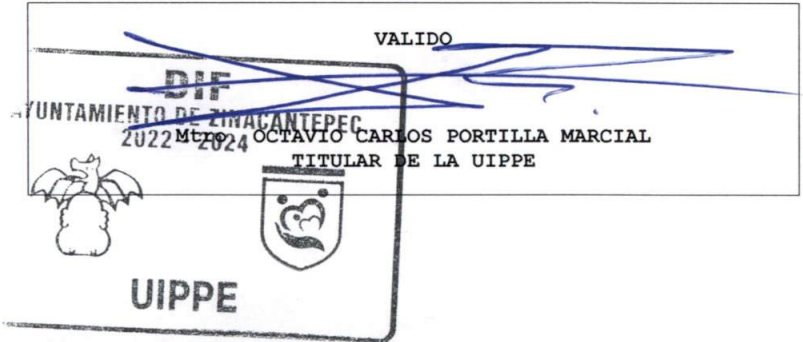 VALIDO
DIF
AYUNTAMIENTO DE ZINACANTEPEC
2022 2024
Mtro OCTAVIO CARLOS PORTILLA MARCIAL
TITULAR DE LA UIPPE
UIPPE